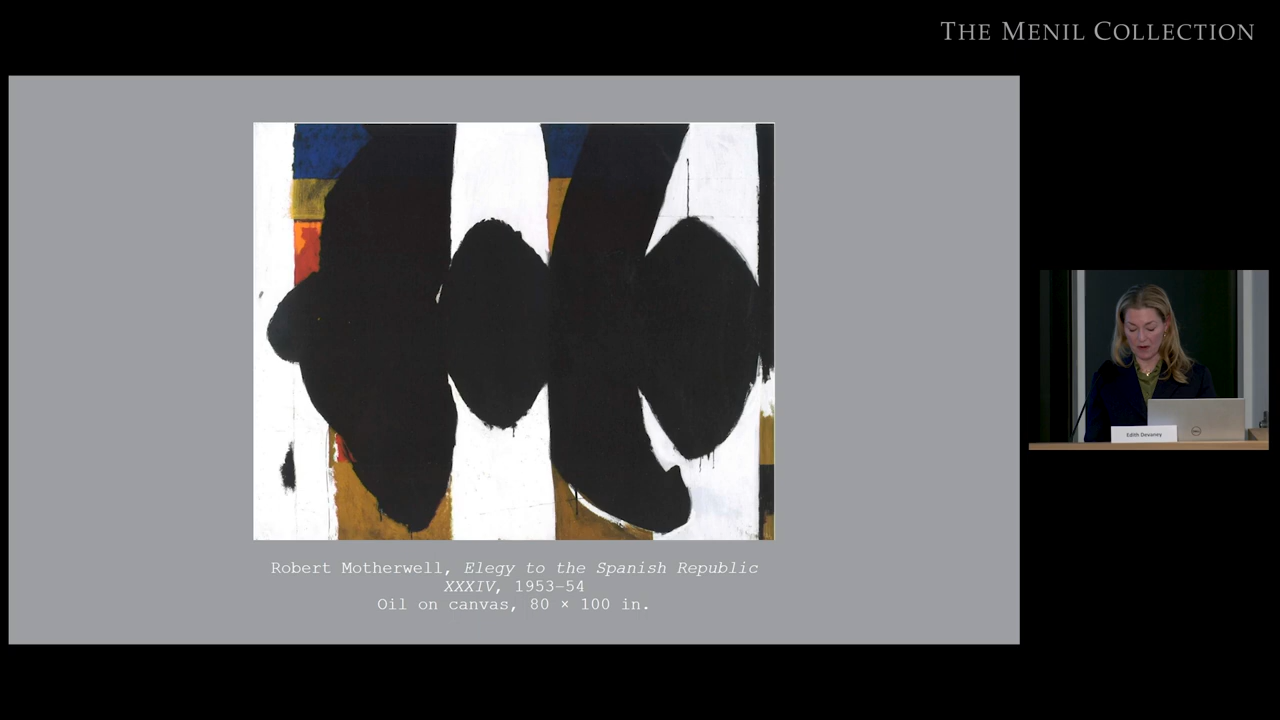 THE MENIL COLLECTION
Robert Motherwell, Elegy to the Spanish Republic
XXXIV, 1953–54
Oil on canvas, 80 × 100 in.
Edith Devaney